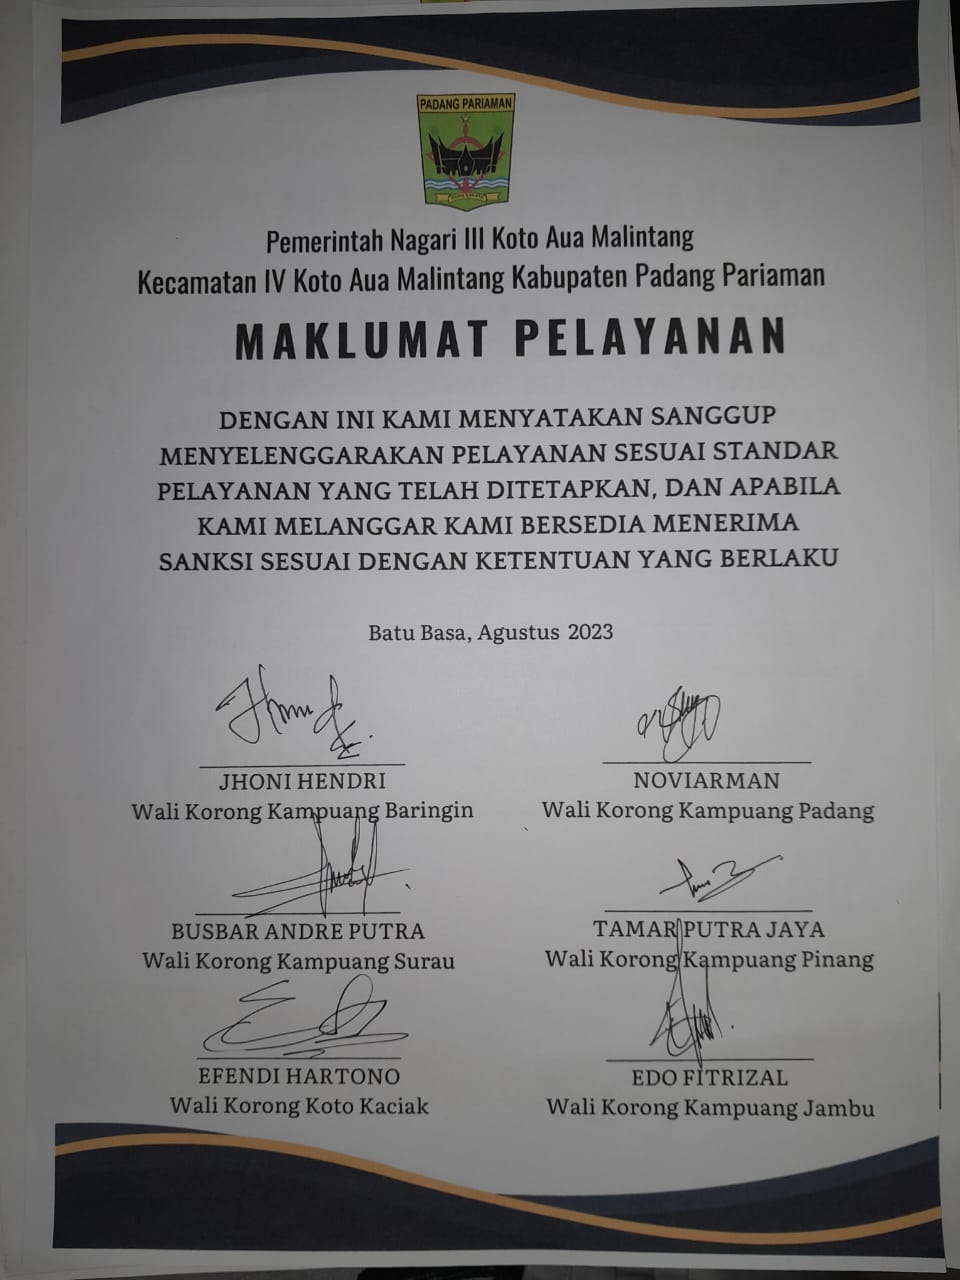 PADANG PARIAMAN
Pemerintah Nagari III Koto Aua Malintang
Kecamatan IV Koto Aua Malintang Kabupaten Padang Pariaman
MAKLUMAT PELAYANAN
DENGAN INI KAMI MENYATAKAN SANGGUP
MENYELENGGARAKAN PELAYANAN SESUAI STANDAR
PELAYANAN YANG TELAH DITETAPKAN, DAN APABILA
KAMI MELANGGAR KAMI BERSEDIA MENERIMA
SANKSI SESUAI DENGAN KETENTUAN YANG BERLAKU
Batu Basa, Agustus 2023
JHONI HENDRI
Wali Korong Kampuang Baringin
NOVIARMAN
Wali Korong Kampuang Padang
BUSBAR ANDRE PUTRA
Wali Korong Kampuang Surau
TAMAR PUTRA JAYA
Wali Korong Kampuang Pinang
EFENDI HARTONO
Wali Korong Koto Kaciak
EDO FITRIZAL
Wali Korong Kampuang Jambu